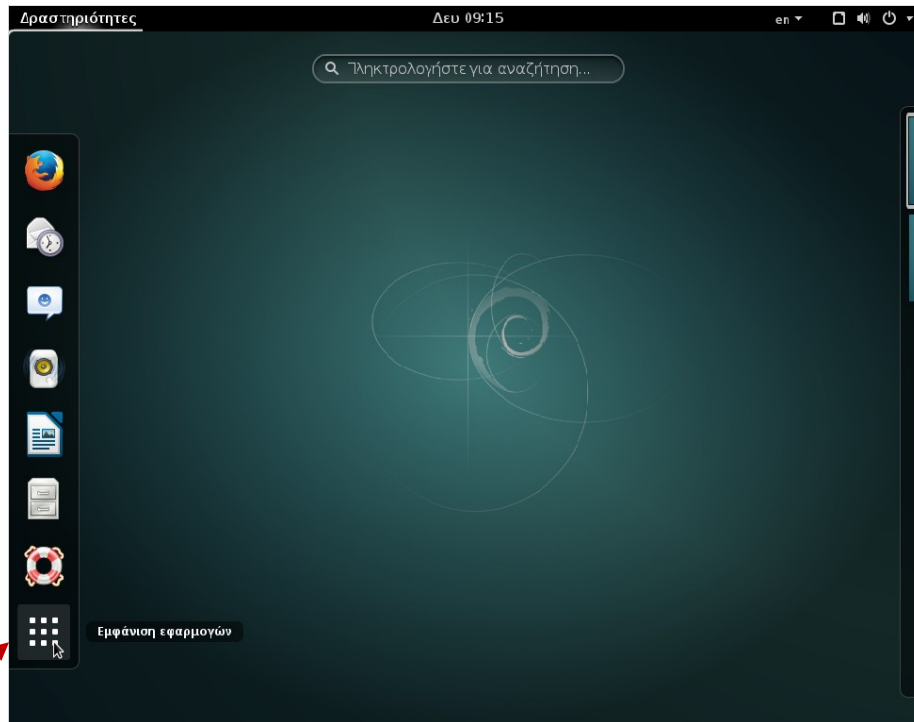 Δραστηριότητες
Δευ 09:15
en
Πληκτρολογήστε για αναζήτηση...
Εμφάνιση εφαρμογών